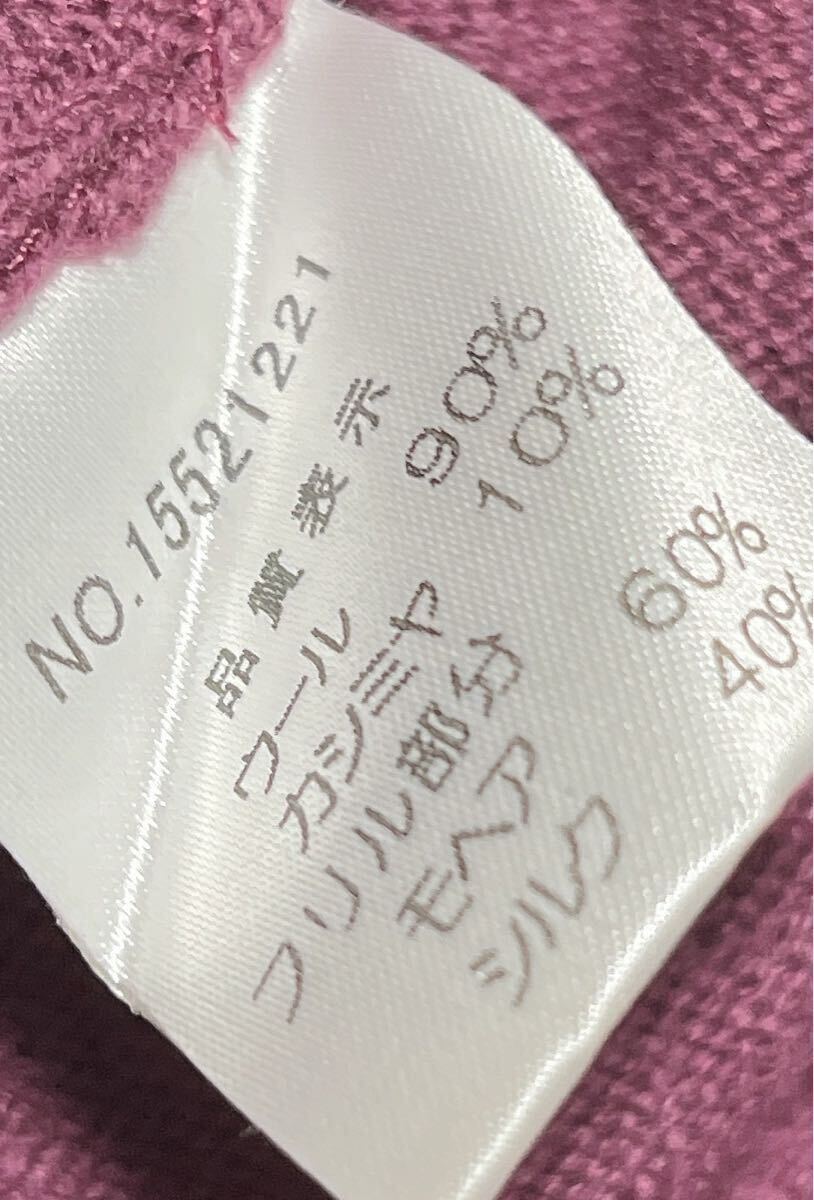 NO.15521221
品質表示
ウール 90%
カシミヤ 10%
フリル部分
モヘア 60%
シルク 40%